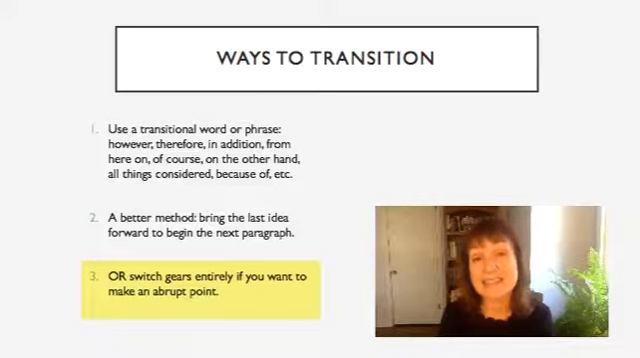 WAYS TO TRANSITION
1. Use a transitional word or phrase:
however, therefore, in addition, from
here on, of course, on the other hand,
all things considered, because of, etc.
2. A better method: bring the last idea
forward to begin the next paragraph.
3. OR switch gears entirely if you want to
make an abrupt point.